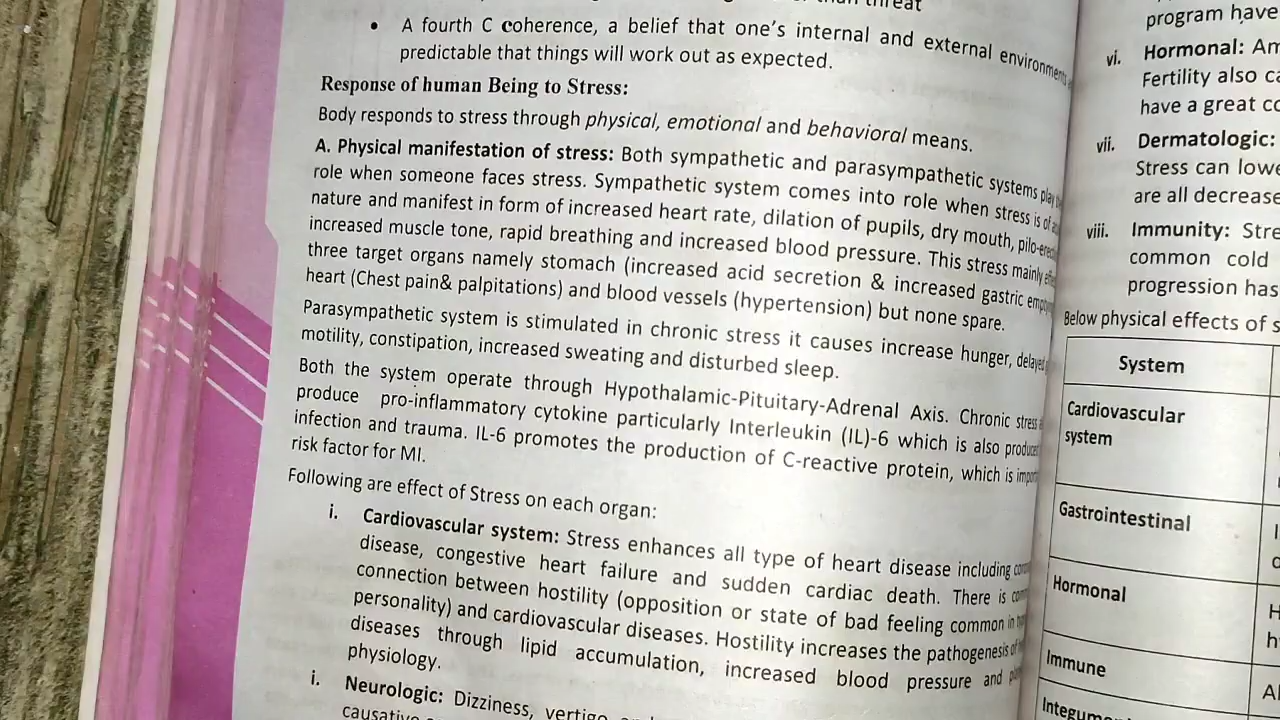 than threat
• A fourth C coherence, a belief that one's internal and external environment
predictable that things will work out as expected.
Response of human Being to Stress:
Body responds to stress through physical, emotional and behavioral means.
A. Physical manifestation of stress: Both sympathetic and parasympathetic systems play
role when someone faces stress. Sympathetic system comes into role when stress is of
nature and manifest in form of increased heart rate, dilation of pupils, dry mouth,
increased muscle tone, rapid breathing and increased blood pressure. This stress mainly
three target organs namely stomach (increased acid secretion & increased gastric
heart (Chest pain& palpitations) and blood vessels (hypertension) but none spare.
Parasympathetic system is stimulated in chronic stress it causes increase hunger, delayed
motility, constipation, increased sweating and disturbed sleep.
Both the system operate through Hypothalamic-Pituitary-Adrenal Axis. Chronic stress
produce pro-inflammatory cytokine particularly Interleukin (IL)-6 which is also
infection and trauma. IL-6 promotes the production of C-reactive protein, which is
risk factor for MI.
Following are effect of Stress on each organ:
i. Cardiovascular system: Stress enhances all type of heart disease including
disease, congestive heart failure and sudden cardiac death. There is
connection between hostility (opposition or state of bad feeling common in
personality) and cardiovascular diseases. Hostility increases the pathogenesis of
diseases through lipid accumulation, increased blood pressure and
physiology.
i. Neurologic: Dizziness, vertigo
causative
program have
vi. Hormonal:
Fertility also
have a great
vii. Dermatologic:
Stress can
are all
viii. Immunity:
common cold
progression has
Below physical effects of
System
Cardiovascular
system
Gastrointestinal
Hormonal
Immune